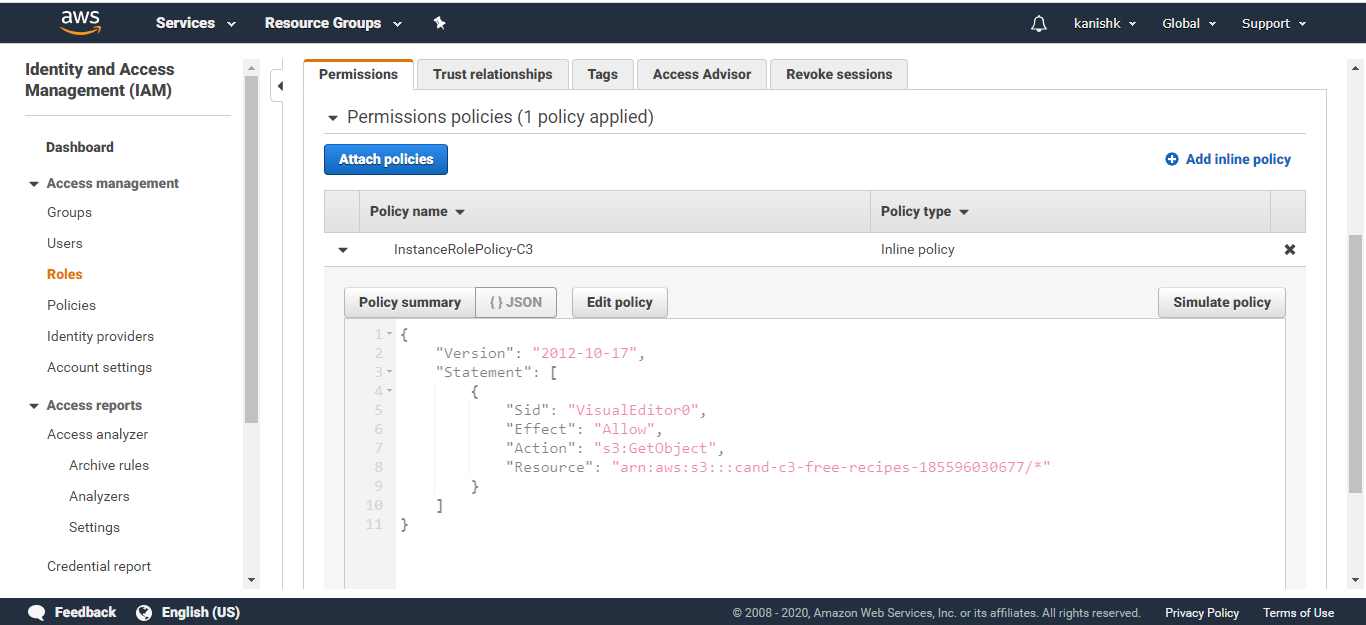 aws Services Resource Groups kanishk Global Support
Identity and Access
Management (IAM)
Dashboard
Access management
Groups
Users
Roles
Policies
Identity providers
Account settings
Access reports
Access analyzer
Archive rules
Analyzers
Settings
Credential report
Permissions Trust relationships Tags Access Advisor Revoke sessions
Permissions policies (1 policy applied)
Attach policies Add inline policy
Policy name Policy type
InstanceRolePolicy-C3 Inline policy
Policy summary { } JSON Edit policy Simulate policy
1 {
2 "Version": "2012-10-17",
3 "Statement": [
4 {
5 "Sid": "VisualEditor0",
6 "Effect": "Allow",
7 "Action": "s3:GetObject",
8 "Resource": "arn:aws:s3:::cand-c3-free-recipes-185596030677/*"
9 }
10 ]
11 }
Feedback English (US) © 2008 - 2020, Amazon Web Services, Inc. or its affiliates. All rights reserved. Privacy Policy Terms of Use